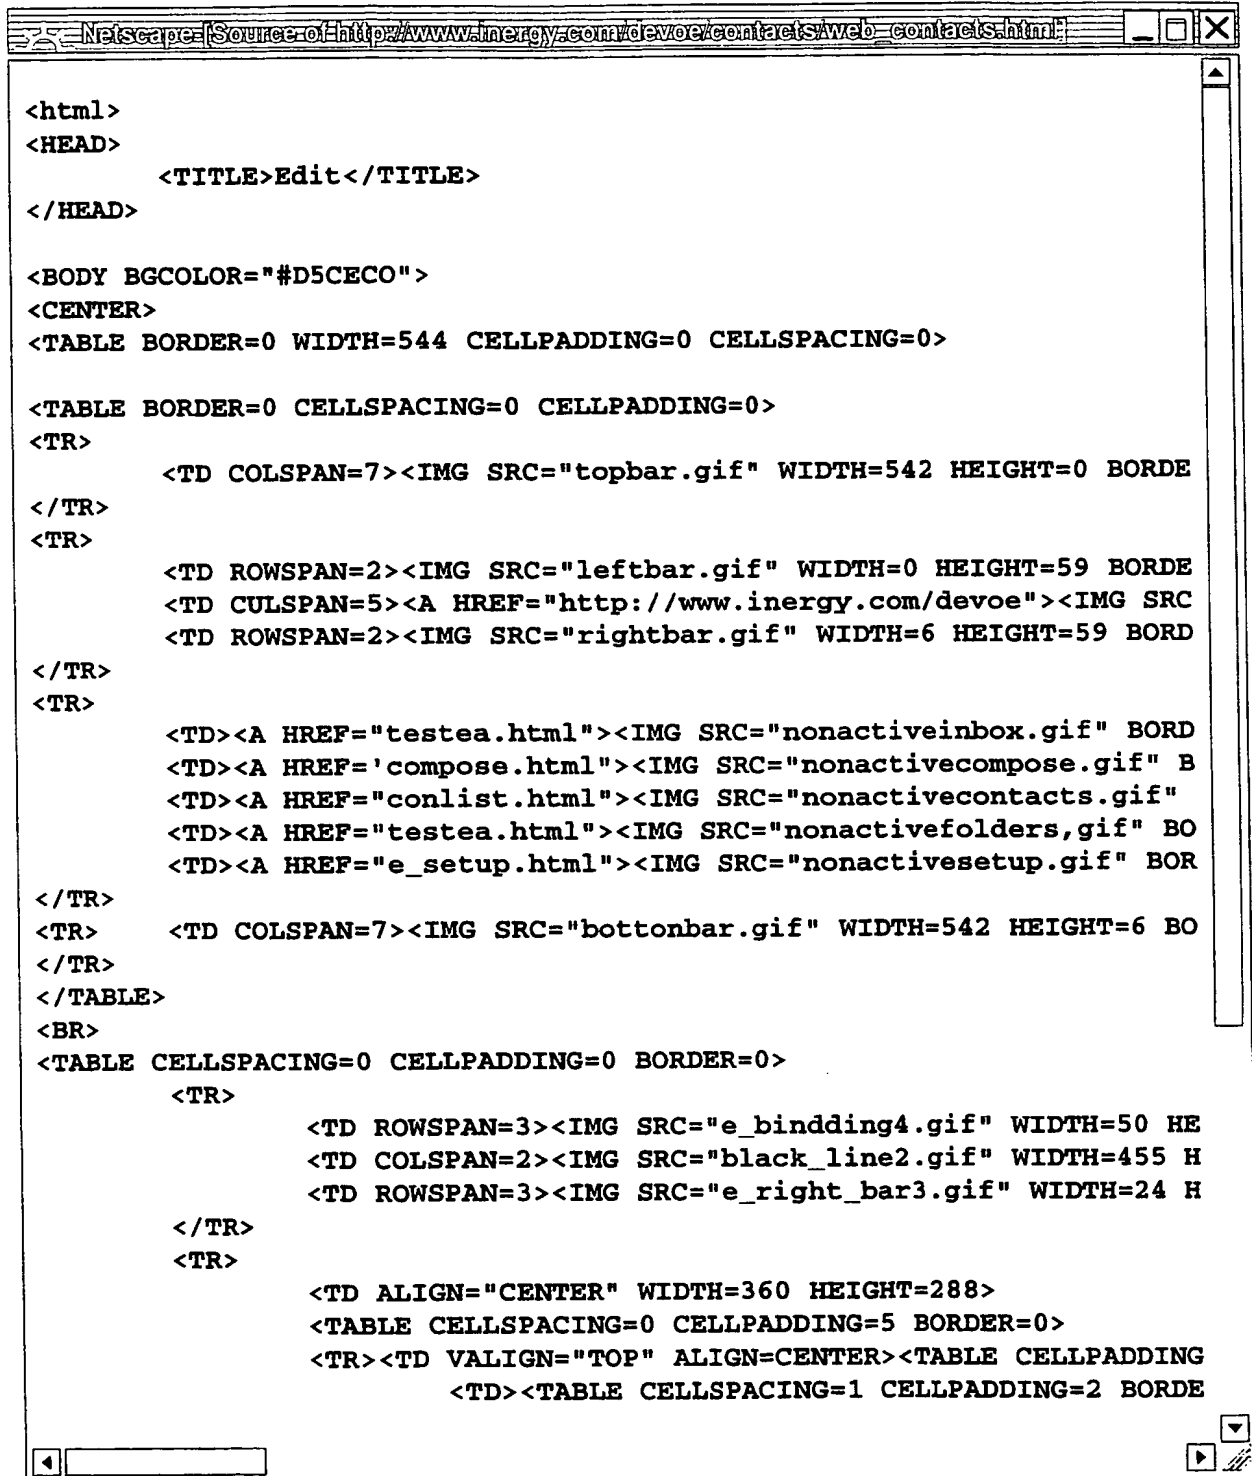 Netscape-[Source of http://www.inergy.com/devoe/contacts/web_contacts.html]
<html>
<HEAD>
<TITLE>Edit</TITLE>
</HEAD>
<BODY BGCOLOR="#D5CECO">
<CENTER>
<TABLE BORDER=0 WIDTH=544 CELLPADDING=0 CELLSPACING=0>
<TABLE BORDER=0 CELLSPACING=0 CELLPADDING=0>
<TR>
<TD COLSPAN=7><IMG SRC="topbar.gif" WIDTH=542 HEIGHT=0 BORDE
</TR>
<TR>
<TD ROWSPAN=2><IMG SRC="leftbar.gif" WIDTH=0 HEIGHT=59 BORDE
<TD CULSPAN=5><A HREF="http://www.inergy.com/devoe"><IMG SRC
<TD ROWSPAN=2><IMG SRC="rightbar.gif" WIDTH=6 HEIGHT=59 BORD
</TR>
<TR>
<TD><A HREF="testea.html"><IMG SRC="nonactiveinbox.gif" BORD
<TD><A HREF='compose.html"><IMG SRC="nonactivecompose.gif" B
<TD><A HREF="conlist.html"><IMG SRC="nonactivecontacts.gif"
<TD><A HREF="testea.html"><IMG SRC="nonactivefolders,gif" BO
<TD><A HREF="e_setup.html"><IMG SRC="nonactivesetup.gif" BOR
</TR>
<TR> <TD COLSPAN=7><IMG SRC="bottonbar.gif" WIDTH=542 HEIGHT=6 BO
</TR>
</TABLE>
<BR>
<TABLE CELLSPACING=0 CELLPADDING=0 BORDER=0>
<TR>
<TD ROWSPAN=3><IMG SRC="e_bindding4.gif" WIDTH=50 HE
<TD COLSPAN=2><IMG SRC="black_line2.gif" WIDTH=455 H
<TD ROWSPAN=3><IMG SRC="e_right_bar3.gif" WIDTH=24 H
</TR>
<TR>
<TD ALIGN="CENTER" WIDTH=360 HEIGHT=288>
<TABLE CELLSPACING=0 CELLPADDING=5 BORDER=0>
<TR><TD VALIGN="TOP" ALIGN=CENTER><TABLE CELLPADDING
<TD><TABLE CELLSPACING=1 CELLPADDING=2 BORDE